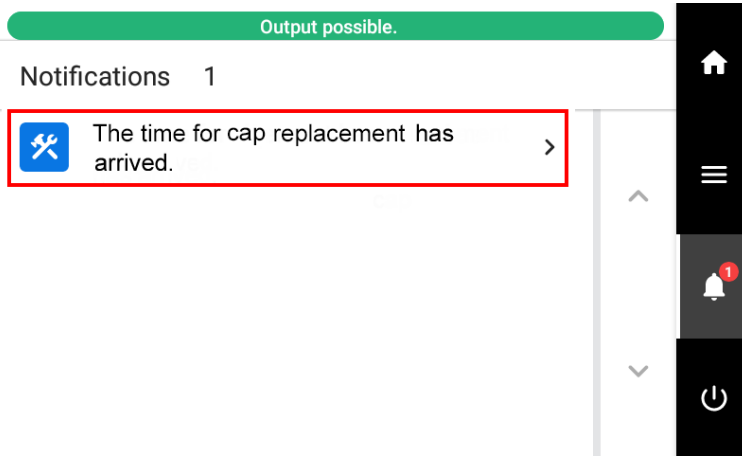 Output possible.
Notifications 1
The time for cap replacement has
arrived.
1